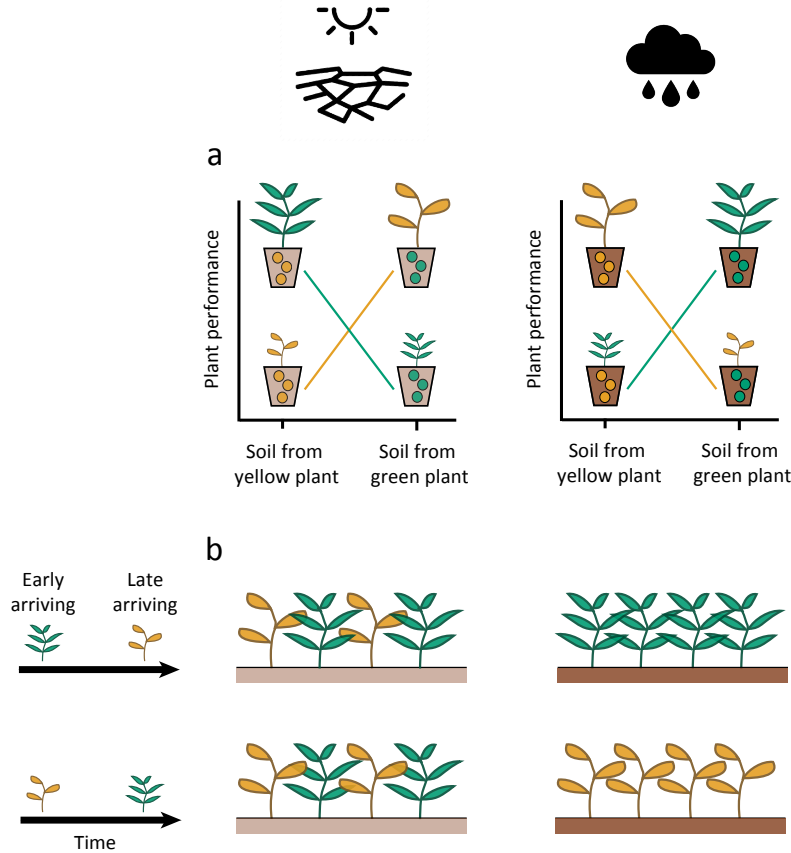 a
Plant performance
Soil from
yellow plant
Soil from
green plant
Plant performance
Soil from
yellow plant
Soil from
green plant
b
Early
arriving
Late
arriving
Time